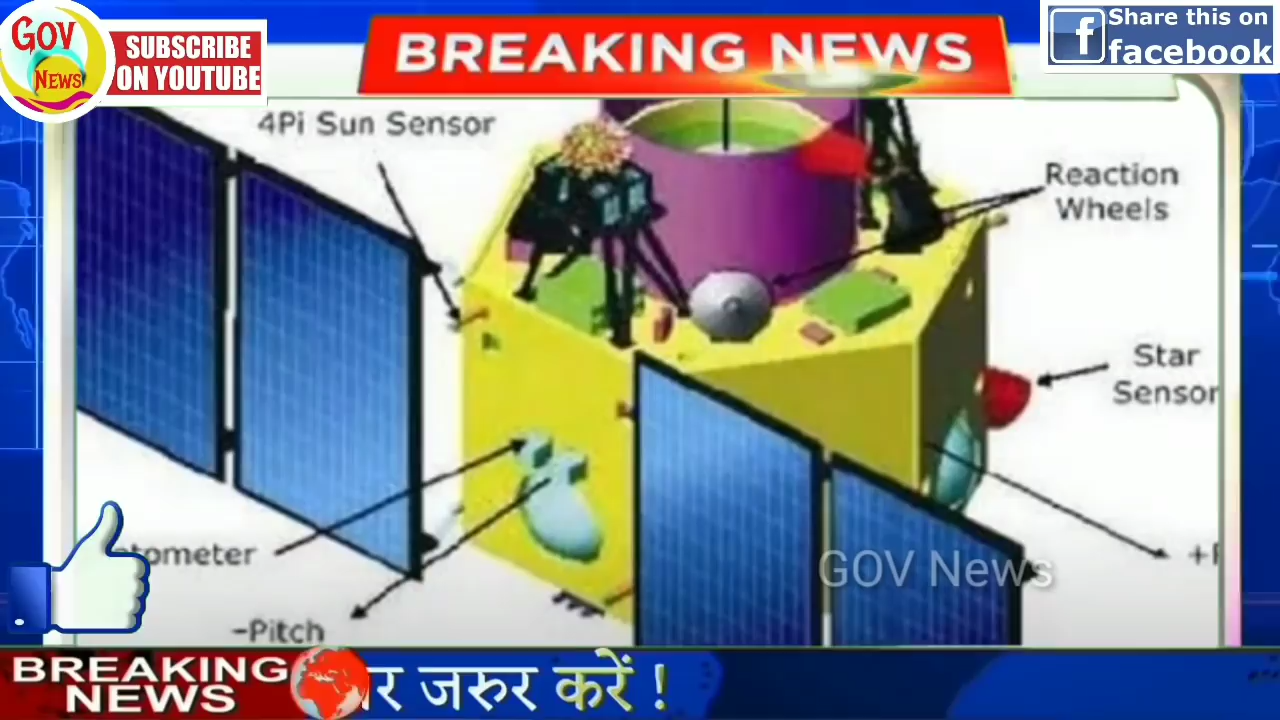 GOV
NEWS
SUBSCRIBE
ON YOUTUBE
BREAKING NEWS
Share this on
facebook
4Pi Sun Sensor
Reaction
Wheels
Star
Sensor
-Pitch
GOV News
BREAKING
NEWS
जरुर करें !